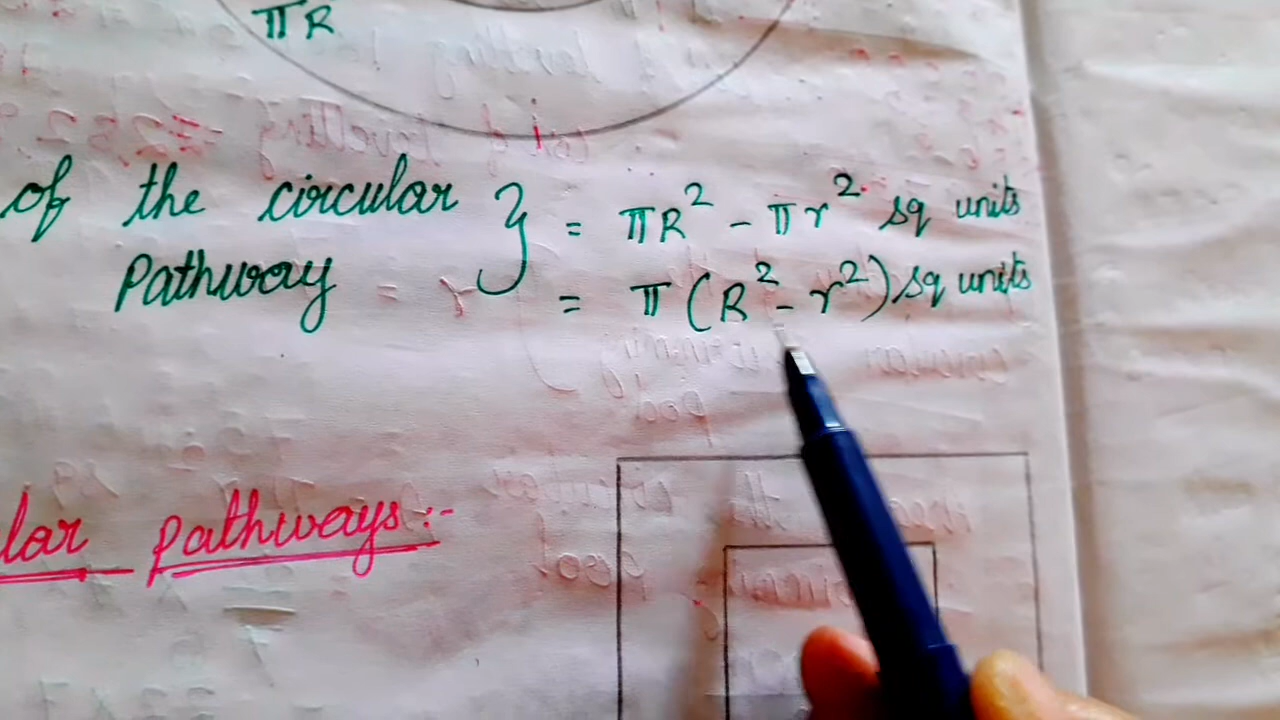 πR
of the circular } = πR² - πr² sq units
Pathway = π(R² - r²) sq units
lar pathways:-